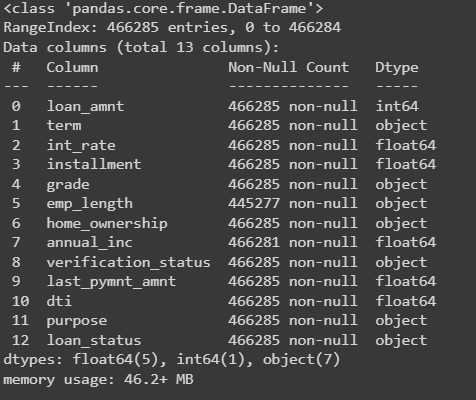 <class 'pandas.core.frame.DataFrame'>
RangeIndex: 466285 entries, 0 to 466284
Data columns (total 13 columns):
 #   Column               Non-Null Count   Dtype
---  ------               --------------   -----
 0   loan_amnt            466285 non-null  int64
 1   term                 466285 non-null  object
 2   int_rate             466285 non-null  float64
 3   installment          466285 non-null  float64
 4   grade                466285 non-null  object
 5   emp_length           445277 non-null  object
 6   home_ownership       466285 non-null  object
 7   annual_inc           466281 non-null  float64
 8   verification_status  466285 non-null  object
 9   last_pymnt_amnt      466285 non-null  float64
 10  dti                  466285 non-null  float64
 11  purpose              466285 non-null  object
 12  loan_status          466285 non-null  object
dtypes: float64(5), int64(1), object(7)
memory usage: 46.2+ MB